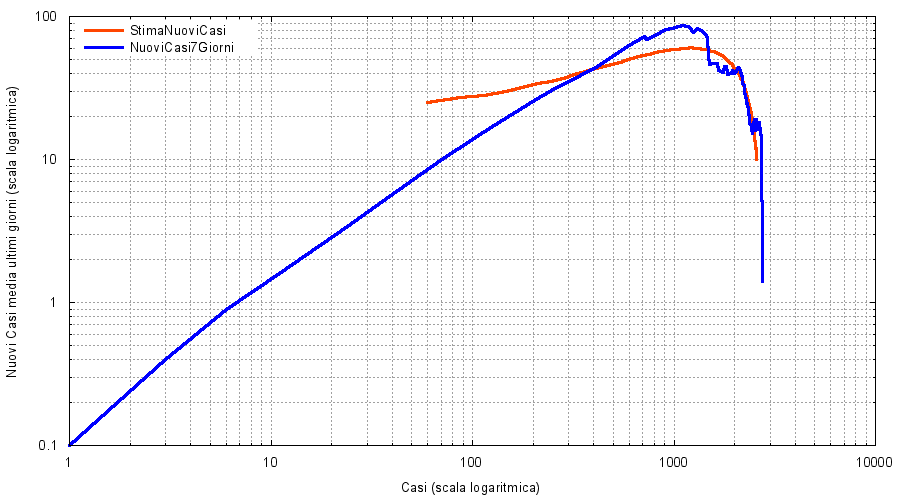 100
10
1
0.1
Nuovi Casi media ultimi giorni (scala logaritmica)
StimaNuoviCasi
NuoviCasi7Giorni
1 10 100 1000 10000
Casi (scala logaritmica)